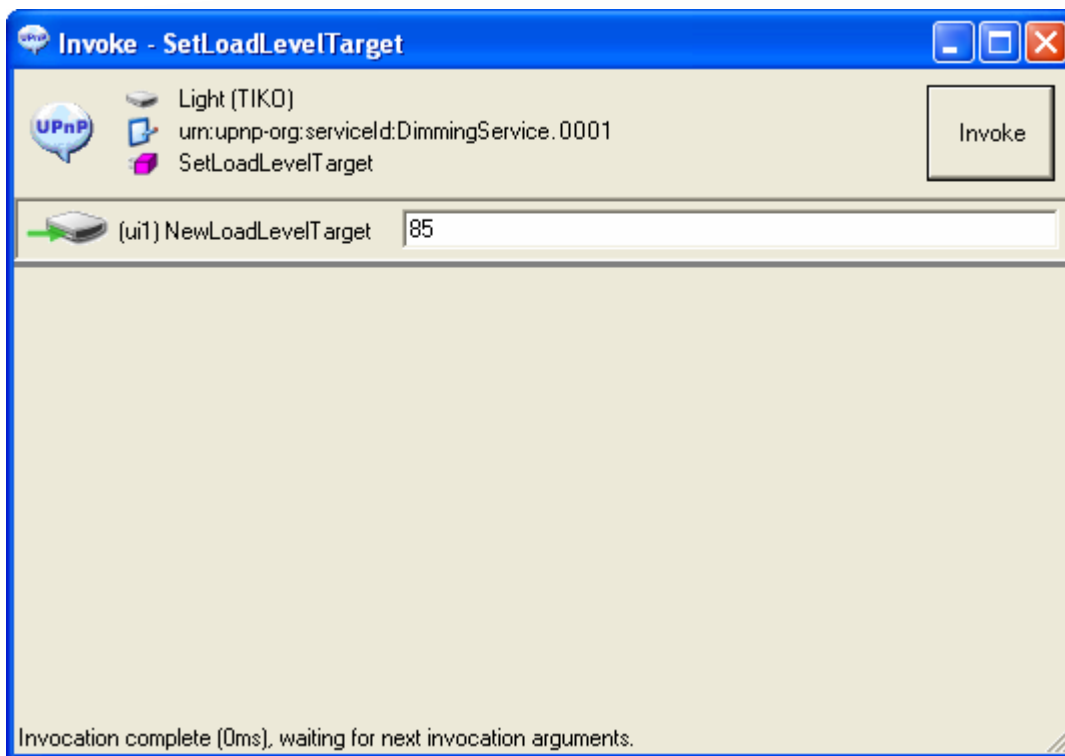 Invoke - SetLoadLevelTarget
UPnP
Light (TIKO)
urn:upnp-org:serviceId:DimmingService.0001
SetLoadLevelTarget
Invoke
(ui1) NewLoadLevelTarget 85
Invocation complete (0ms), waiting for next invocation arguments.